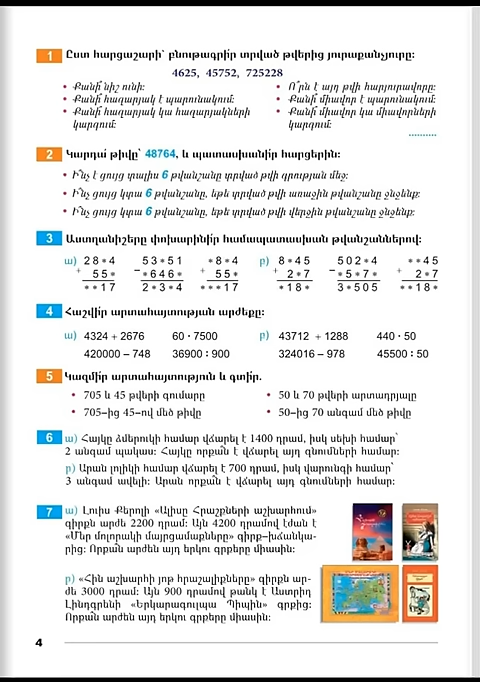 1 Ըստ հարցաշարի՝ բնութագրի՛ր տրված թվերից յուրաքանչյուրը։
4625, 45752, 725228
• Քանի՞ նիշ ունի։
• Քանի՞ հազարյակ է պարունակում։
• Քանի՞ հազարյակ կա հազարյակների
կարգում։
• Ո՞րն է այդ թվի հարյուրավորը։
• Քանի՞ միավոր է պարունակում։
• Քանի՞ միավոր կա միավորների
կարգում։
..........
2 Կարդա՛ թիվը՝ 48764, և պատասխանի՛ր հարցերին։
• Ի՞նչ է ցույց տալիս 6 թվանշանը տրված թվի գրության մեջ։
• Ի՞նչ ցույց կտա 6 թվանշանը, եթե տրված թվի առաջին թվանշանը ջնջենք։
• Ի՞նչ ցույց կտա 6 թվանշանը, եթե տրված թվի վերջին թվանշանը ջնջենք։
3 Աստղանիշերը փոխարինի՛ր համապատասխան թվանշաններով։
ա) 28*4 53*51 *8*4 բ) 8*45 502*4 **45
+ 55* − *646* + 55* + 2*7 − *5*7* + 2*7
**17 2*3*4 ***17 *18* 3*505 **18*
4 Հաշվի՛ր արտահայտության արժեքը։
ա) 4324 + 2676 60 · 7500 բ) 43712 + 1288 440 · 50
420000 – 748 36900 : 900 324016 – 978 45500 : 50
5 Կազմի՛ր արտահայտություն և գտի՛ր.
• 705 և 45 թվերի գումարը • 50 և 70 թվերի արտադրյալը
• 705–ից 45–ով մեծ թիվը • 50–ից 70 անգամ մեծ թիվը
6 ա) Հայկը ձմերուկի համար վճարել է 1400 դրամ, իսկ սեխի համար՝
2 անգամ պակաս։ Հայկը որքա՞ն է վճարել այդ գնումների համար։
բ) Արան լոլիկի համար վճարել է 700 դրամ, իսկ վարունգի համար՝
3 անգամ ավելի։ Արան որքա՞ն է վճարել այդ գնումների համար։
7 ա) Լուիս Քերոլի «Ալիսը Հրաշքների աշխարհում»
գիրքն արժե 2200 դրամ։ Այն 4200 դրամով էժան է
«Մեր մոլորակի մայրցամաքները» գիրք–խճանկա-
րից։ Որքա՞ն արժեն այդ երկու գրքերը միասին։
բ) «Հին աշխարհի յոթ հրաշալիքները» գիրքն ար-
ժե 3000 դրամ։ Այն 900 դրամով թանկ է Աստրիդ
Լինդգրենի «Երկարագուլպա Պիպին» գրքից։
Որքա՞ն արժեն այդ երկու գրքերը միասին։
4